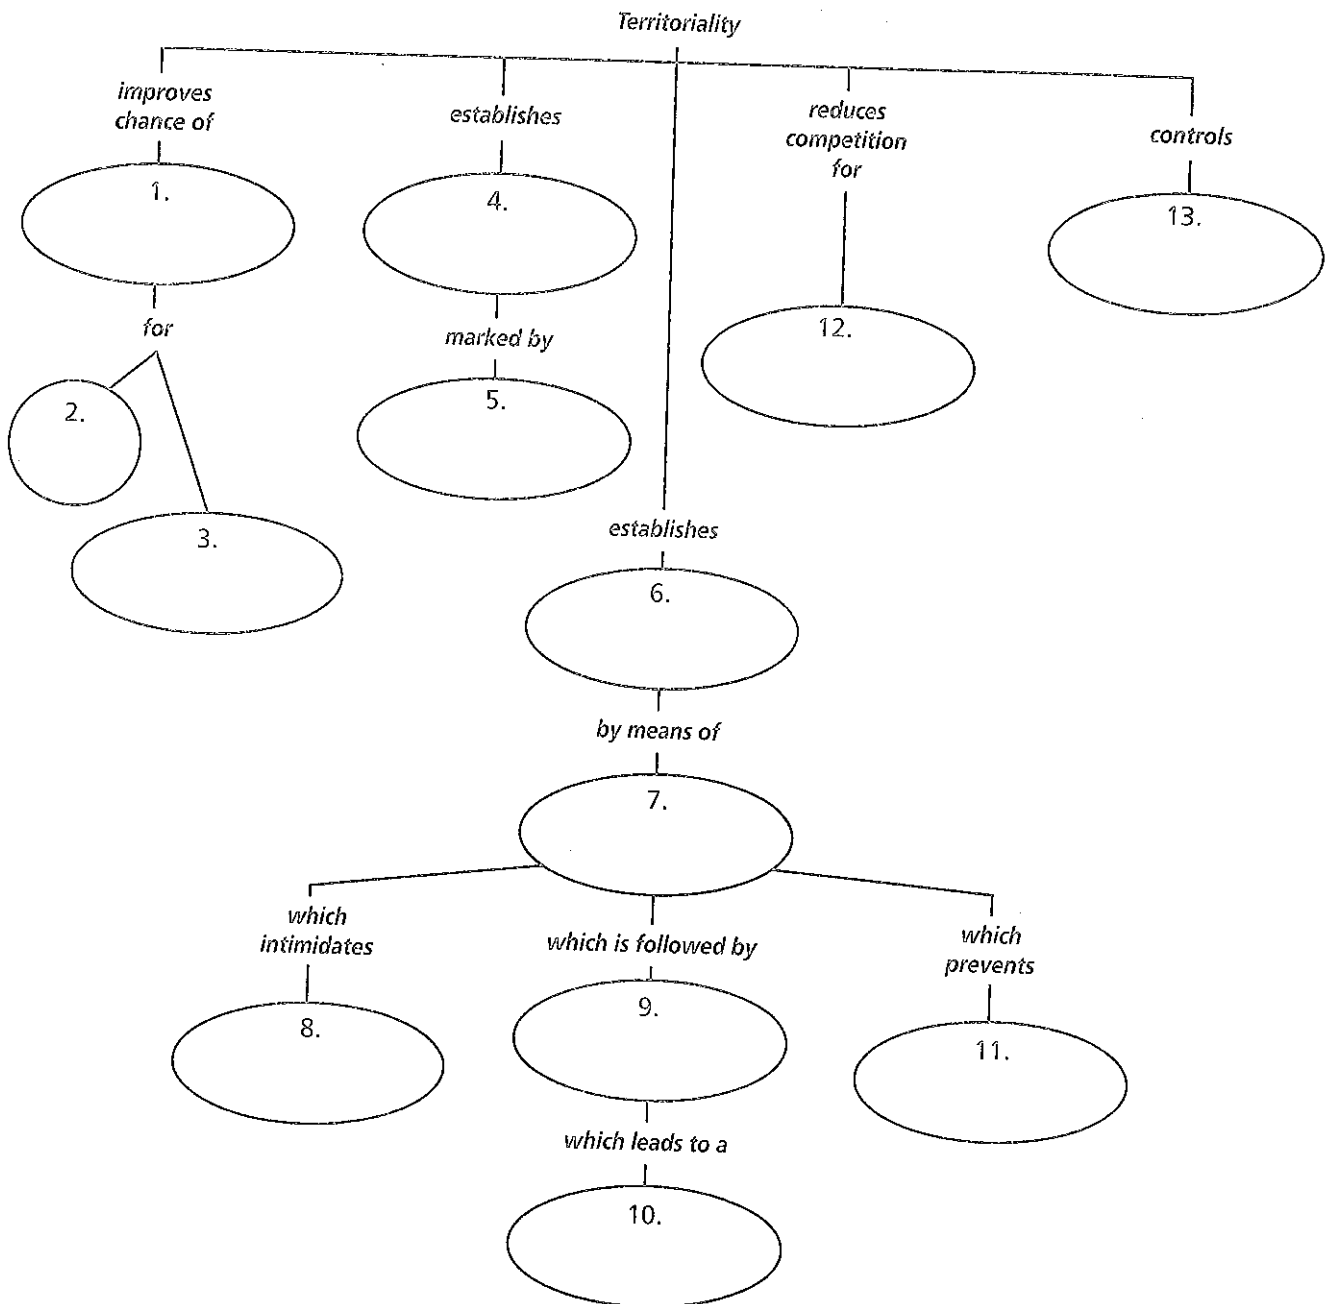 Territoriality
improves
chance of
1.
for
2.
3.
establishes
4.
marked by
5.
establishes
6.
by means of
7.
which
intimidates
8.
which is followed by
9.
which leads to a
10.
which
prevents
11.
reduces
competition
for
12.
controls
13.